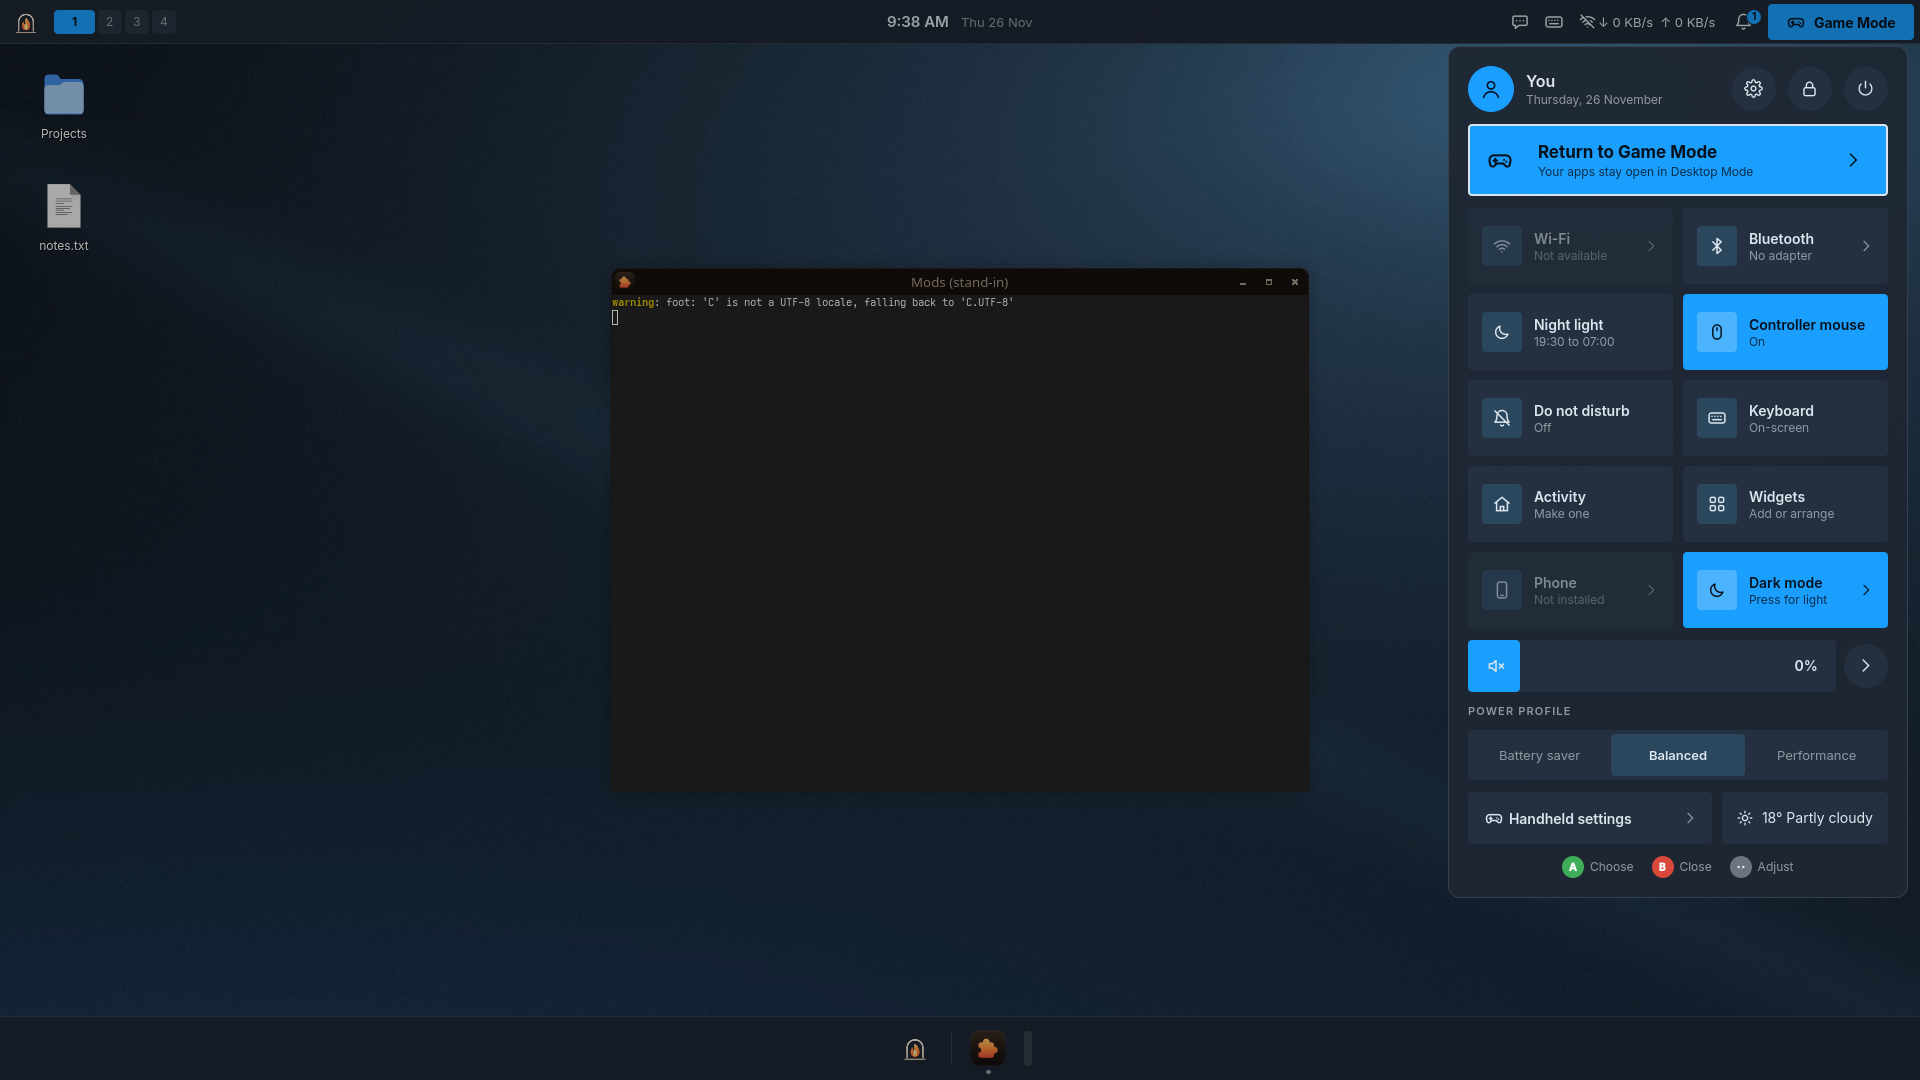 1 2 3 4
9:38 AM Thu 26 Nov
0 KB/s 0 KB/s
1
Game Mode
Projects
notes.txt
Mods (stand-in)
warning: foot: 'C' is not a UTF-8 locale, falling back to 'C.UTF-8'
You
Thursday, 26 November
Return to Game Mode
Your apps stay open in Desktop Mode
Wi-Fi
Not available
Bluetooth
No adapter
Night light
19:30 to 07:00
Controller mouse
On
Do not disturb
Off
Keyboard
On-screen
Activity
Make one
Widgets
Add or arrange
Phone
Not installed
Dark mode
Press for light
0%
POWER PROFILE
Battery saver Balanced Performance
Handheld settings
18° Partly cloudy
A Choose B Close Adjust